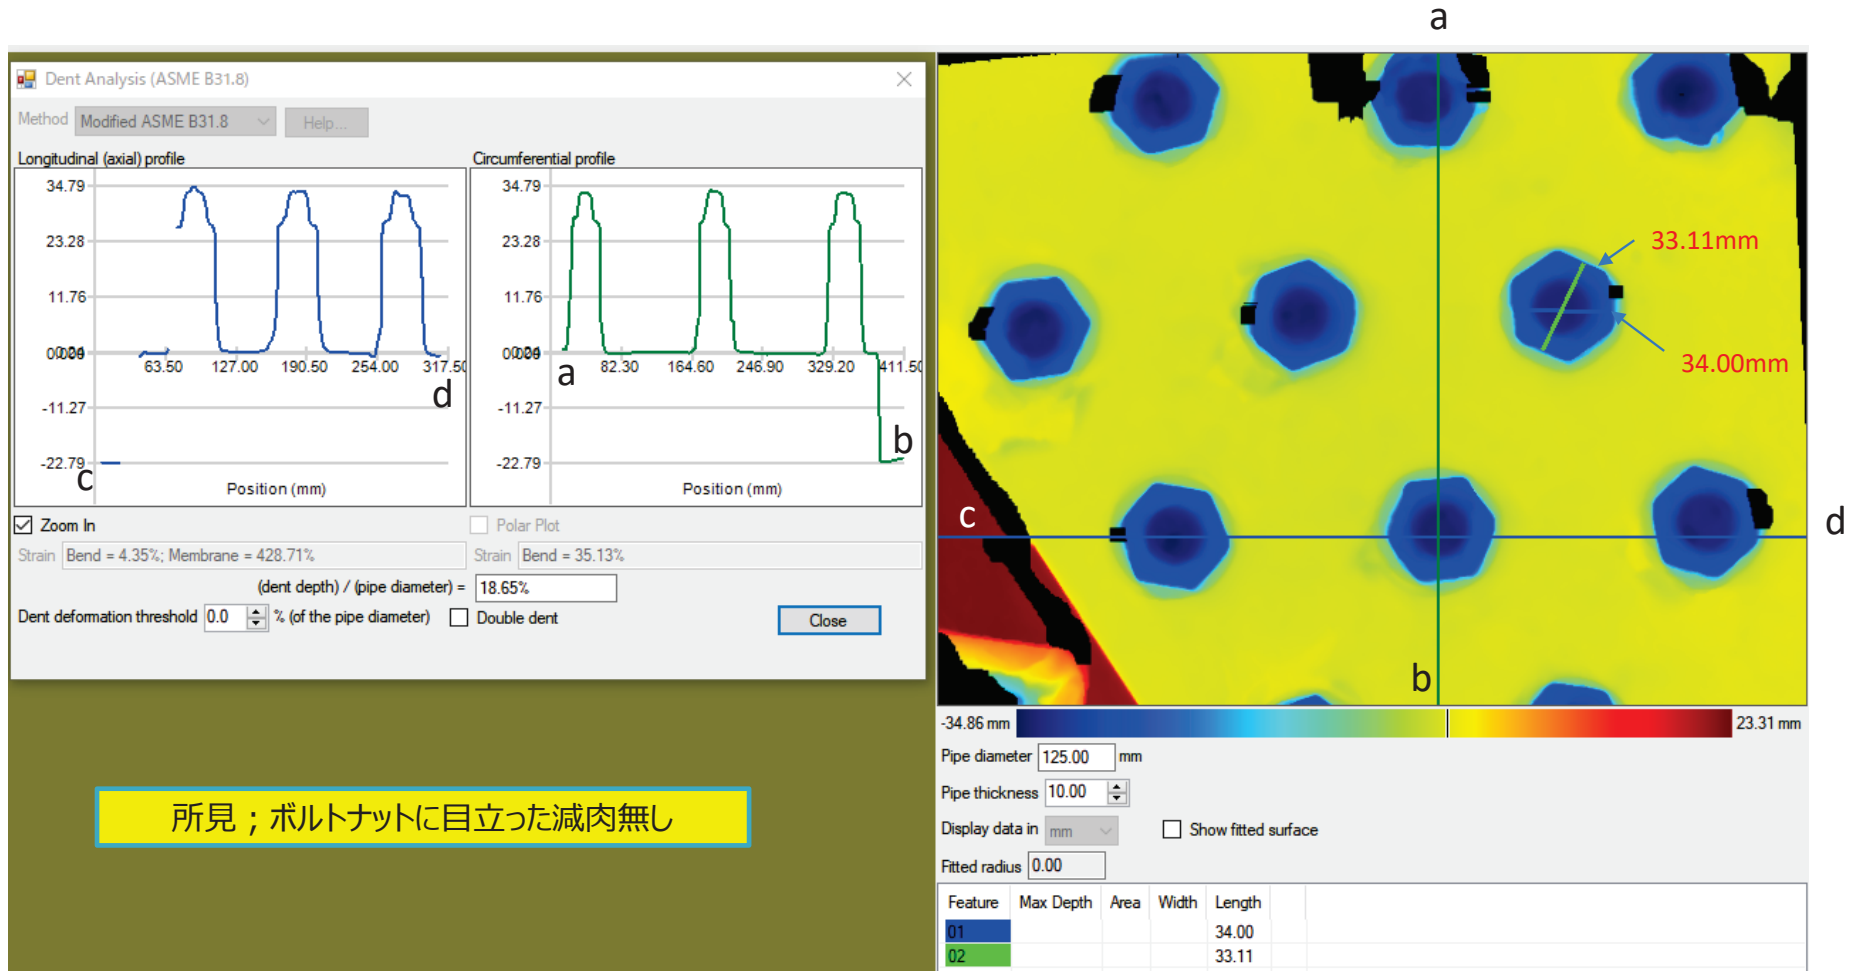 a
Dent Analysis (ASME B31.8)
Method Modified ASME B31.8 Help...
Longitudinal (axial) profile
34.79
23.28
11.76
-11.27
-22.79
63.50 127.00 190.50 254.00 317.50
c
d
Position (mm)
Circumferential profile
34.79
23.28
11.76
-11.27
-22.79
82.30 164.60 246.90 329.20 411.50
a
b
Position (mm)
Zoom In
Polar Plot
Strain Bend = 4.35%; Membrane = 428.71%
Strain Bend = 35.13%
(dent depth) / (pipe diameter) = 18.65%
Dent deformation threshold 0.0 % (of the pipe diameter) Double dent
Close
所見；ボルトナットに目立った減肉無し
33.11mm
34.00mm
c
d
b
-34.86 mm 23.31 mm
Pipe diameter 125.00 mm
Pipe thickness 10.00
Display data in mm Show fitted surface
Fitted radius 0.00
Feature Max Depth Area Width Length
01 34.00
02 33.11